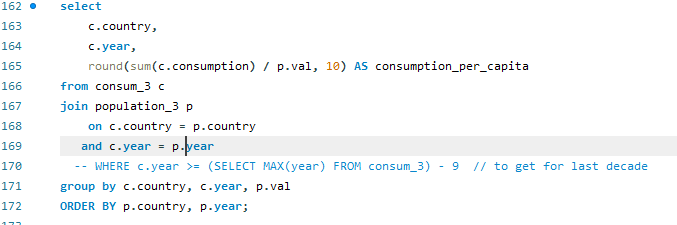 162 select
163 c.country,
164 c.year,
165 round(sum(c.consumption) / p.val, 10) AS consumption_per_capita
166 from consum_3 c
167 join population_3 p
168 on c.country = p.country
169 and c.year = p.year
170 -- WHERE c.year >= (SELECT MAX(year) FROM consum_3) - 9 // to get for last decade
171 group by c.country, c.year, p.val
172 ORDER BY p.country, p.year;